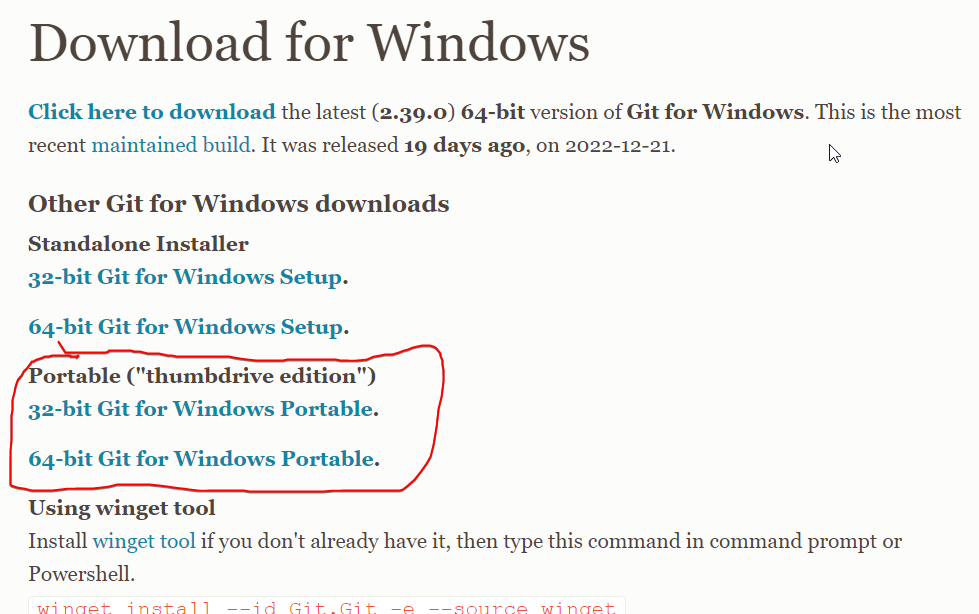 Download for Windows
Click here to download the latest (2.39.0) 64-bit version of Git for Windows. This is the most
recent maintained build. It was released 19 days ago, on 2022-12-21.
Other Git for Windows downloads
Standalone Installer
32-bit Git for Windows Setup.
64-bit Git for Windows Setup.
Portable ("thumbdrive edition")
32-bit Git for Windows Portable.
64-bit Git for Windows Portable.
Using winget tool
Install winget tool if you don't already have it, then type this command in command prompt or
Powershell.
winget install --id Git.Git -e --source winget